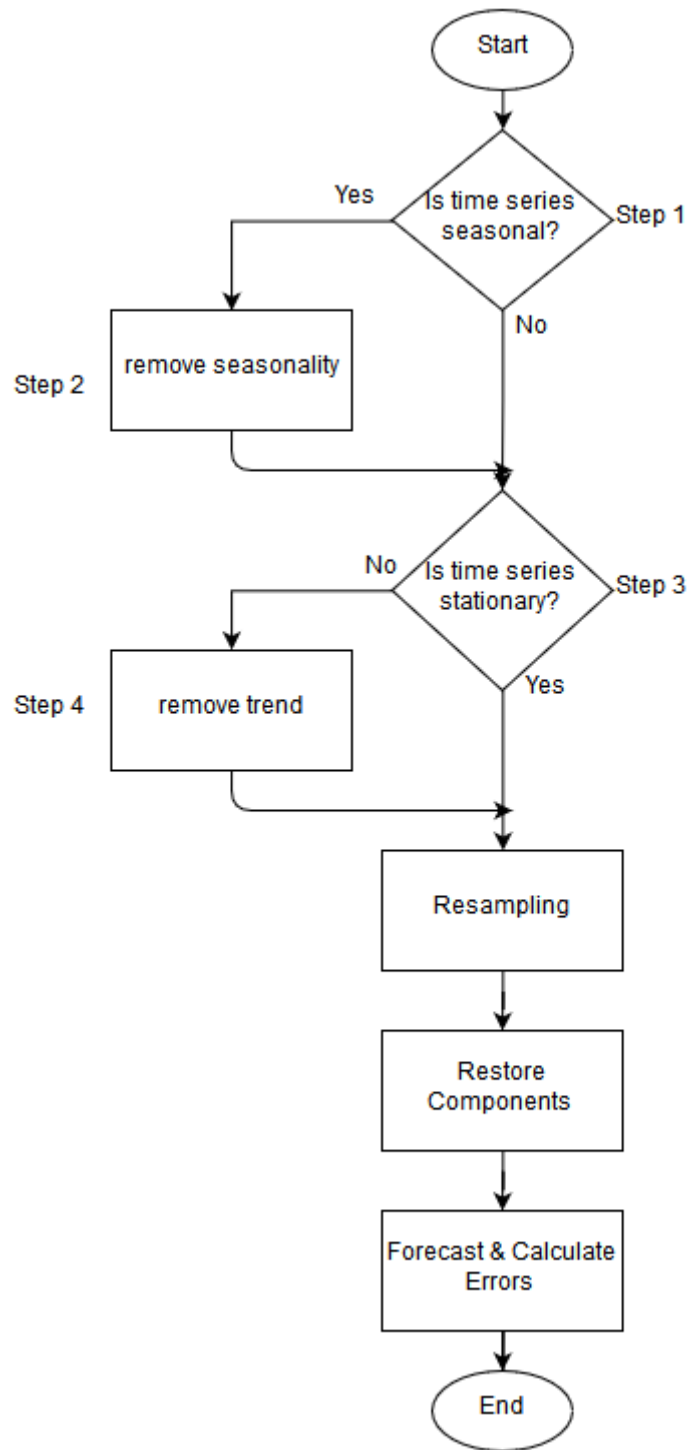 Start
Yes
Is time series
seasonal?
Step 1
No
remove seasonality
Step 2
No
Is time series
stationary?
Step 3
Yes
remove trend
Step 4
Resampling
Restore
Components
Forecast & Calculate
Errors
End